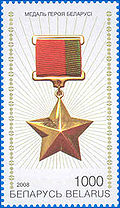 МЕДАЛЬ ГЕРОЯ БЕЛАРУСІ
2008
1000
БЕЛАРУСЬ BELARUS